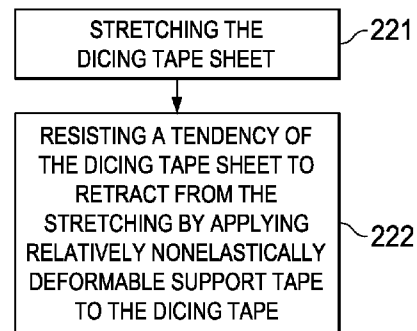 STRETCHING THE
DICING TAPE SHEET
221
RESISTING A TENDENCY OF
THE DICING TAPE SHEET TO
RETRACT FROM THE
STRETCHING BY APPLYING
RELATIVELY NONELASTICALLY
DEFORMABLE SUPPORT TAPE
TO THE DICING TAPE
222